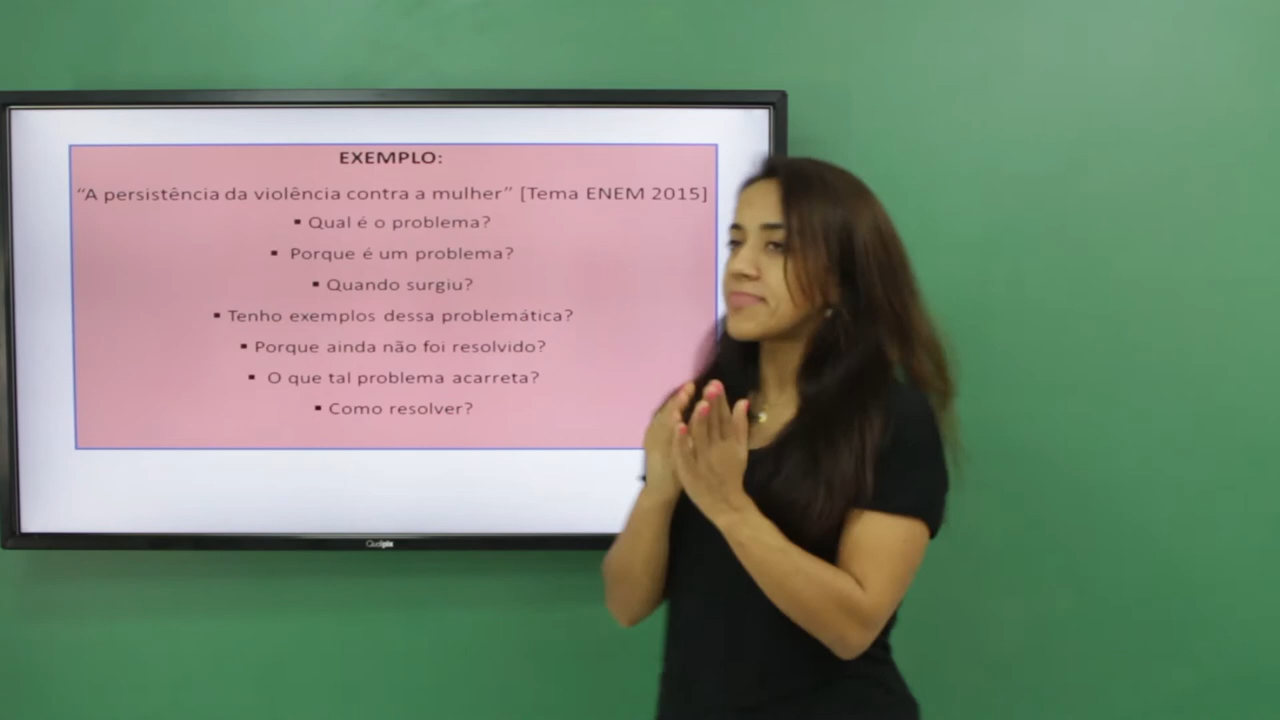 EXEMPLO:
“A persistência da violência contra a mulher” [Tema ENEM 2015]
▪ Qual é o problema?
▪ Porque é um problema?
▪ Quando surgiu?
▪ Tenho exemplos dessa problemática?
▪ Porque ainda não foi resolvido?
▪ O que tal problema acarreta?
▪ Como resolver?